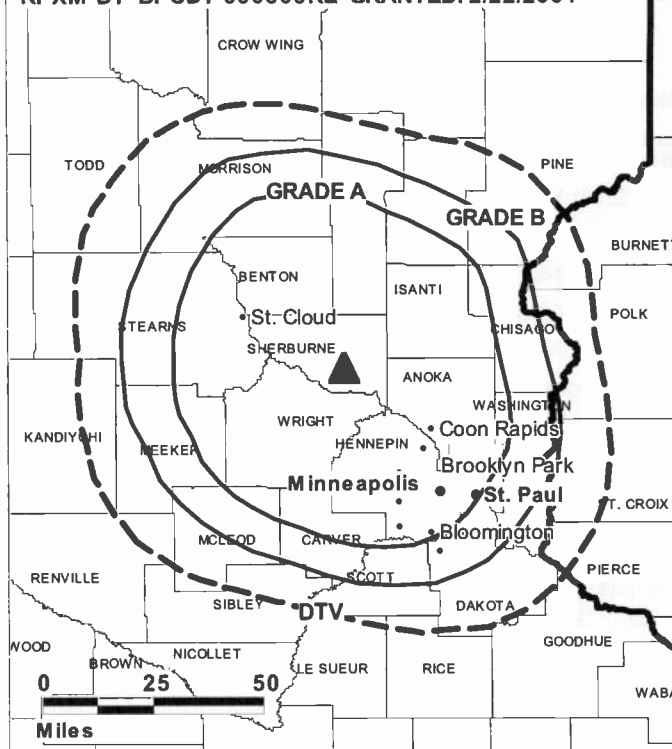 CROW WING
TODD
MORRISON
PINE
GRADE A
GRADE B
BURNETT
BENTON
ISANTI
POLK
St. Cloud
STEARNS
CHISAGO
SHERBURNE
ANOKA
WASHINGTON
WRIGHT
Coon Rapids
KANDIYOHI
HENNEPIN
MEEKER
Brooklyn Park
Minneapolis
St. Paul
T. CROIX
Bloomington
MCLEOD
CARVER
SCOTT
PIERCE
RENVILLE
SIBLEY
DTV
DAKOTA
GOODHUE
WOOD
BROWN
NICOLLET
LE SUEUR
RICE
WABA
0 25 50
Miles